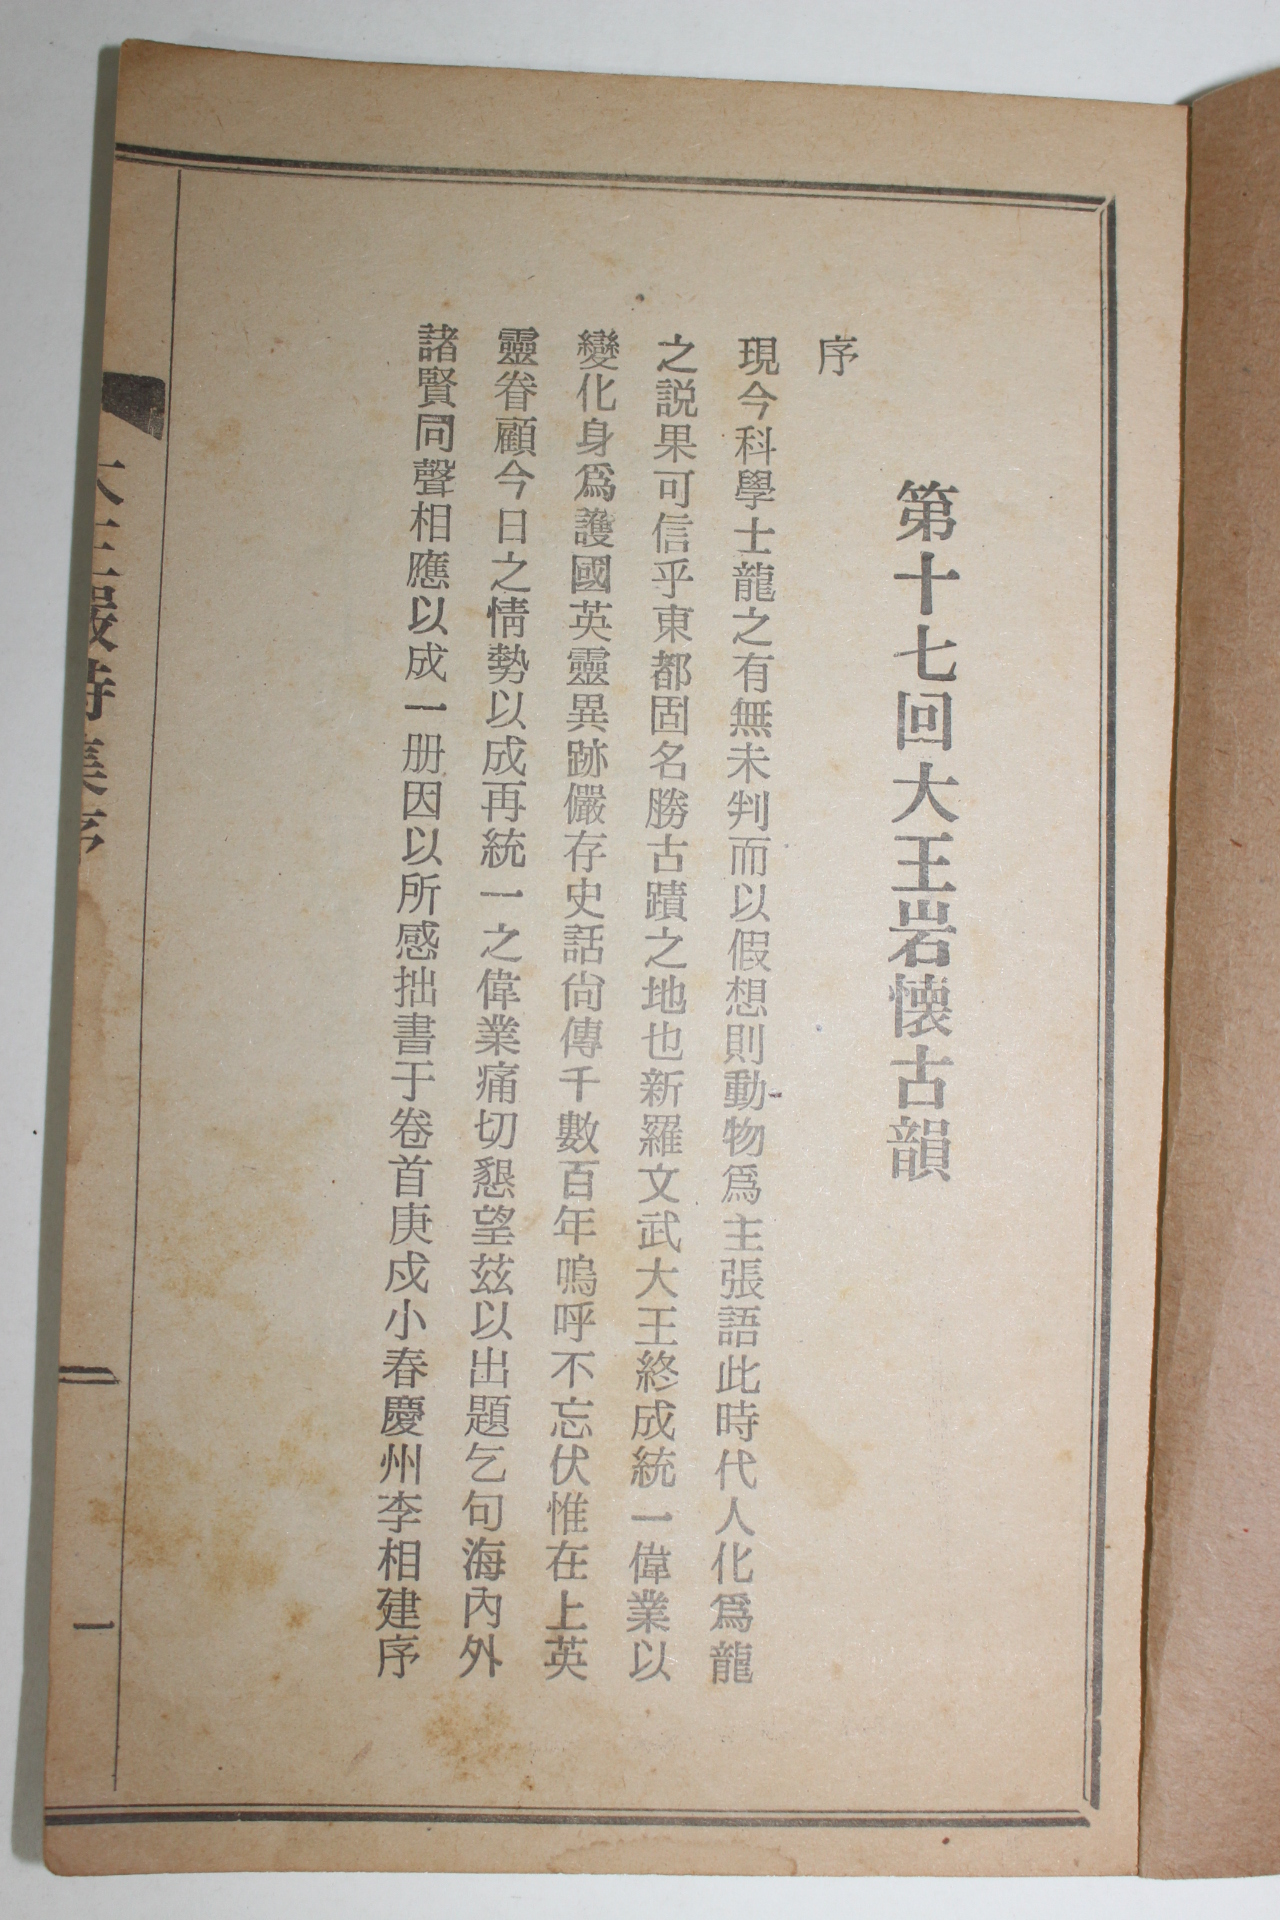 第十七回大王岩懷古韻
序
現今科學士龍之有無未判而以假想則動物爲主張語此時代人化爲龍
之説果可信乎東都固名勝古蹟之地也新羅文武大王終成統一偉業以
變化身爲護國英靈異跡儼存史話尙傳千數百年嗚呼不忘伏惟在上英
靈眷顧今日之情勢以成再統一之偉業痛切懇望玆以出題乞句海內外
諸賢同聲相應以成一册因以所感拙書于卷首庚戌小春慶州李相建序
大王巖詩集序
一